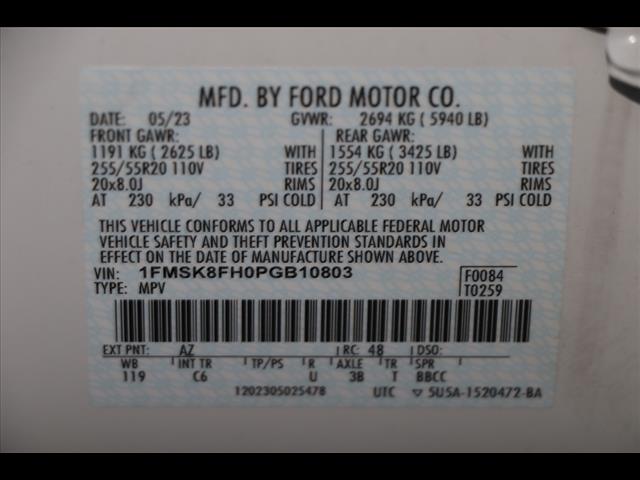 MFD. BY FORD MOTOR CO.
DATE: 05/23 GVWR: 2694 KG ( 5940 LB)
FRONT GAWR: REAR GAWR:
1191 KG ( 2625 LB) WITH 1554 KG ( 3425 LB) WITH
255/55R20 110V TIRES 255/55R20 110V TIRES
20x8.0J RIMS 20x8.0J RIMS
AT 230 kPa/ 33 PSI COLD AT 230 kPa/ 33 PSI COLD
THIS VEHICLE CONFORMS TO ALL APPLICABLE FEDERAL MOTOR
VEHICLE SAFETY AND THEFT PREVENTION STANDARDS IN
EFFECT ON THE DATE OF MANUFACTURE SHOWN ABOVE.
VIN: 1FMSK8FH0PGB10803 F0084
TYPE: MPV T0259
EXT PNT: AZ RC: 48 DSO:
WB INT TR TP/PS R AXLE TR SPR
119 C6 U 3B T BBCC
1202305025478 UTC ▽ 5U5A-1520472-BA